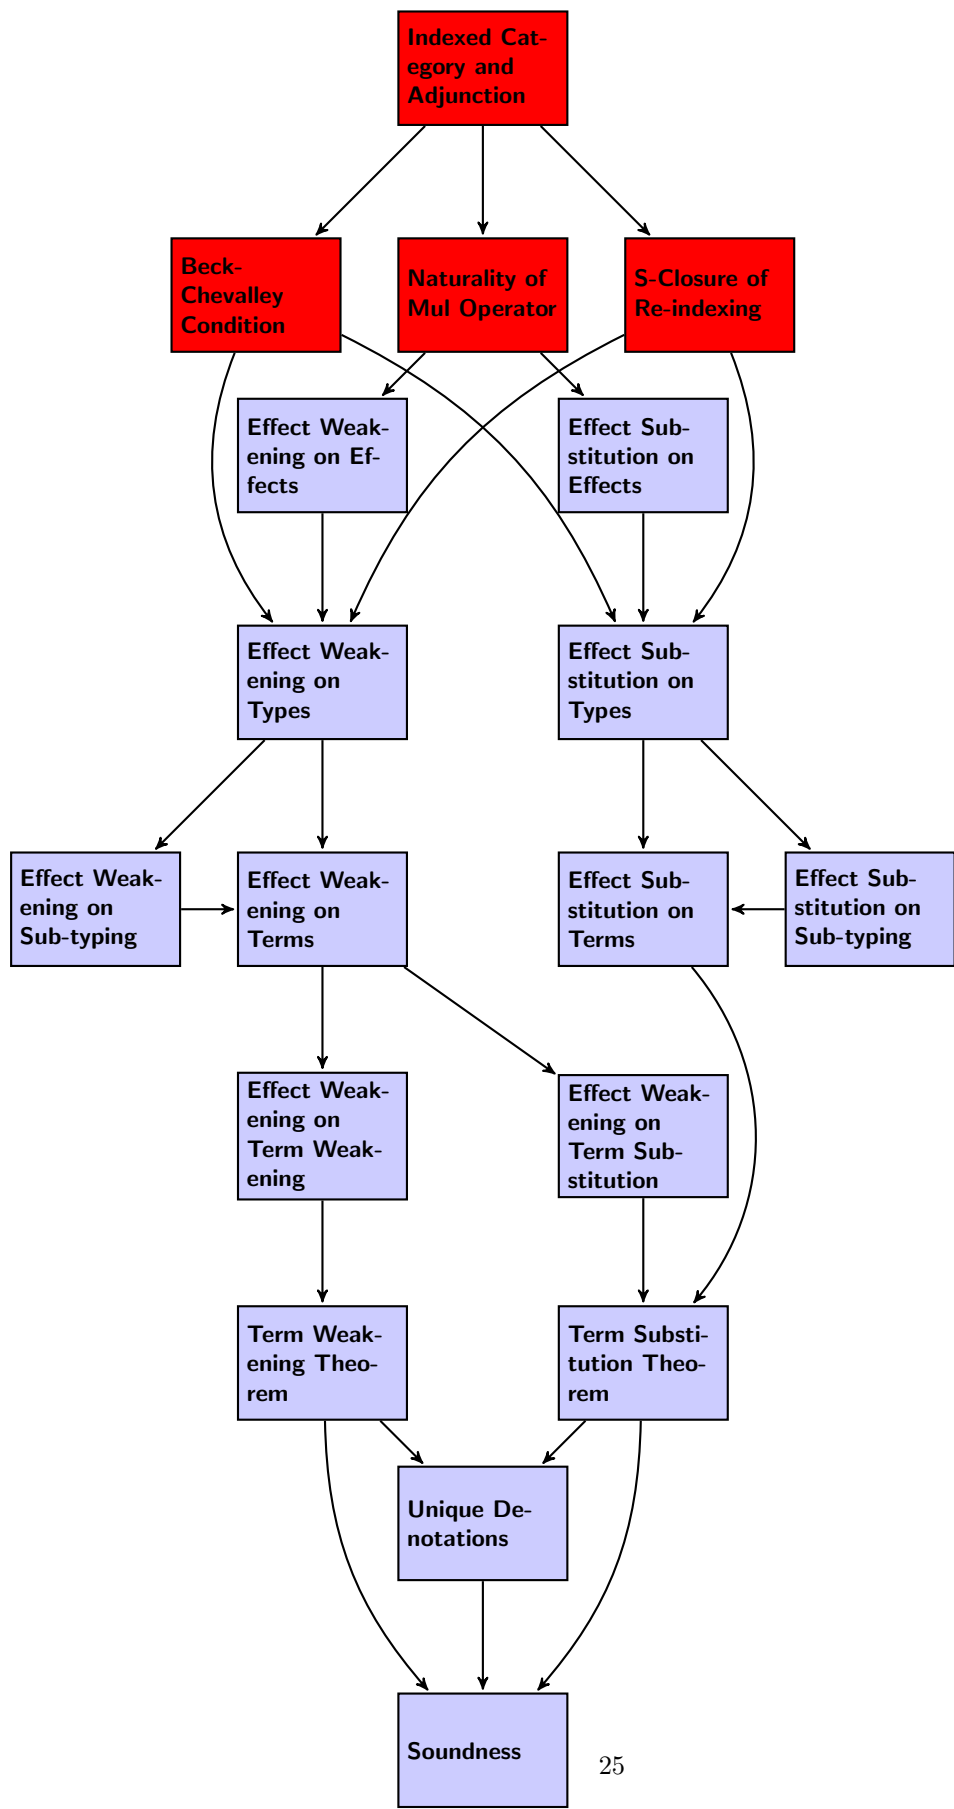 Indexed Cat-
egory and
Adjunction
Beck-
Chevalley
Condition
Naturality of
Mul Operator
S-Closure of
Re-indexing
Effect Weak-
ening on Ef-
fects
Effect Sub-
stitution on
Effects
Effect Weak-
ening on
Types
Effect Sub-
stitution on
Types
Effect Weak-
ening on
Sub-typing
Effect Weak-
ening on
Terms
Effect Sub-
stitution on
Terms
Effect Sub-
stitution on
Sub-typing
Effect Weak-
ening on
Term Weak-
ening
Effect Weak-
ening on
Term Sub-
stitution
Term Weak-
ening Theo-
rem
Term Substi-
tution Theo-
rem
Unique De-
notations
Soundness
25